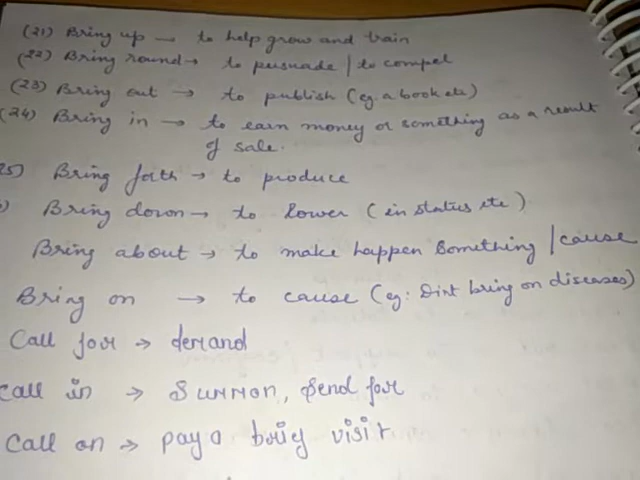 (21) Bring up → to help grow and train
(22) Bring round → to persuade / to compel
(23) Bring out → to publish (eg. a book etc)
(24) Bring in → to earn money or something as a result
of sale.
25) Bring forth → to produce
) Bring down → to lower (in status etc)
Bring about → to make happen something / cause
Bring on → to cause (eg: Dirt bring on diseases)
Call for → demand
Call in → Summon, Send for
Call on → pay a brief visit